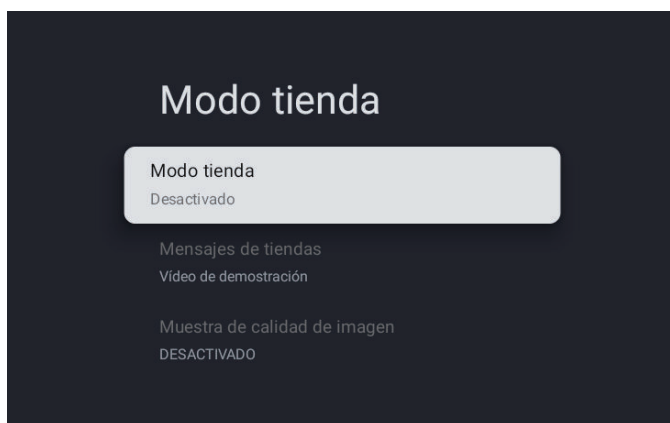 Modo tienda
Modo tienda
Desactivado
Mensajes de tiendas
Vídeo de demostración
Muestra de calidad de imagen
DESACTIVADO